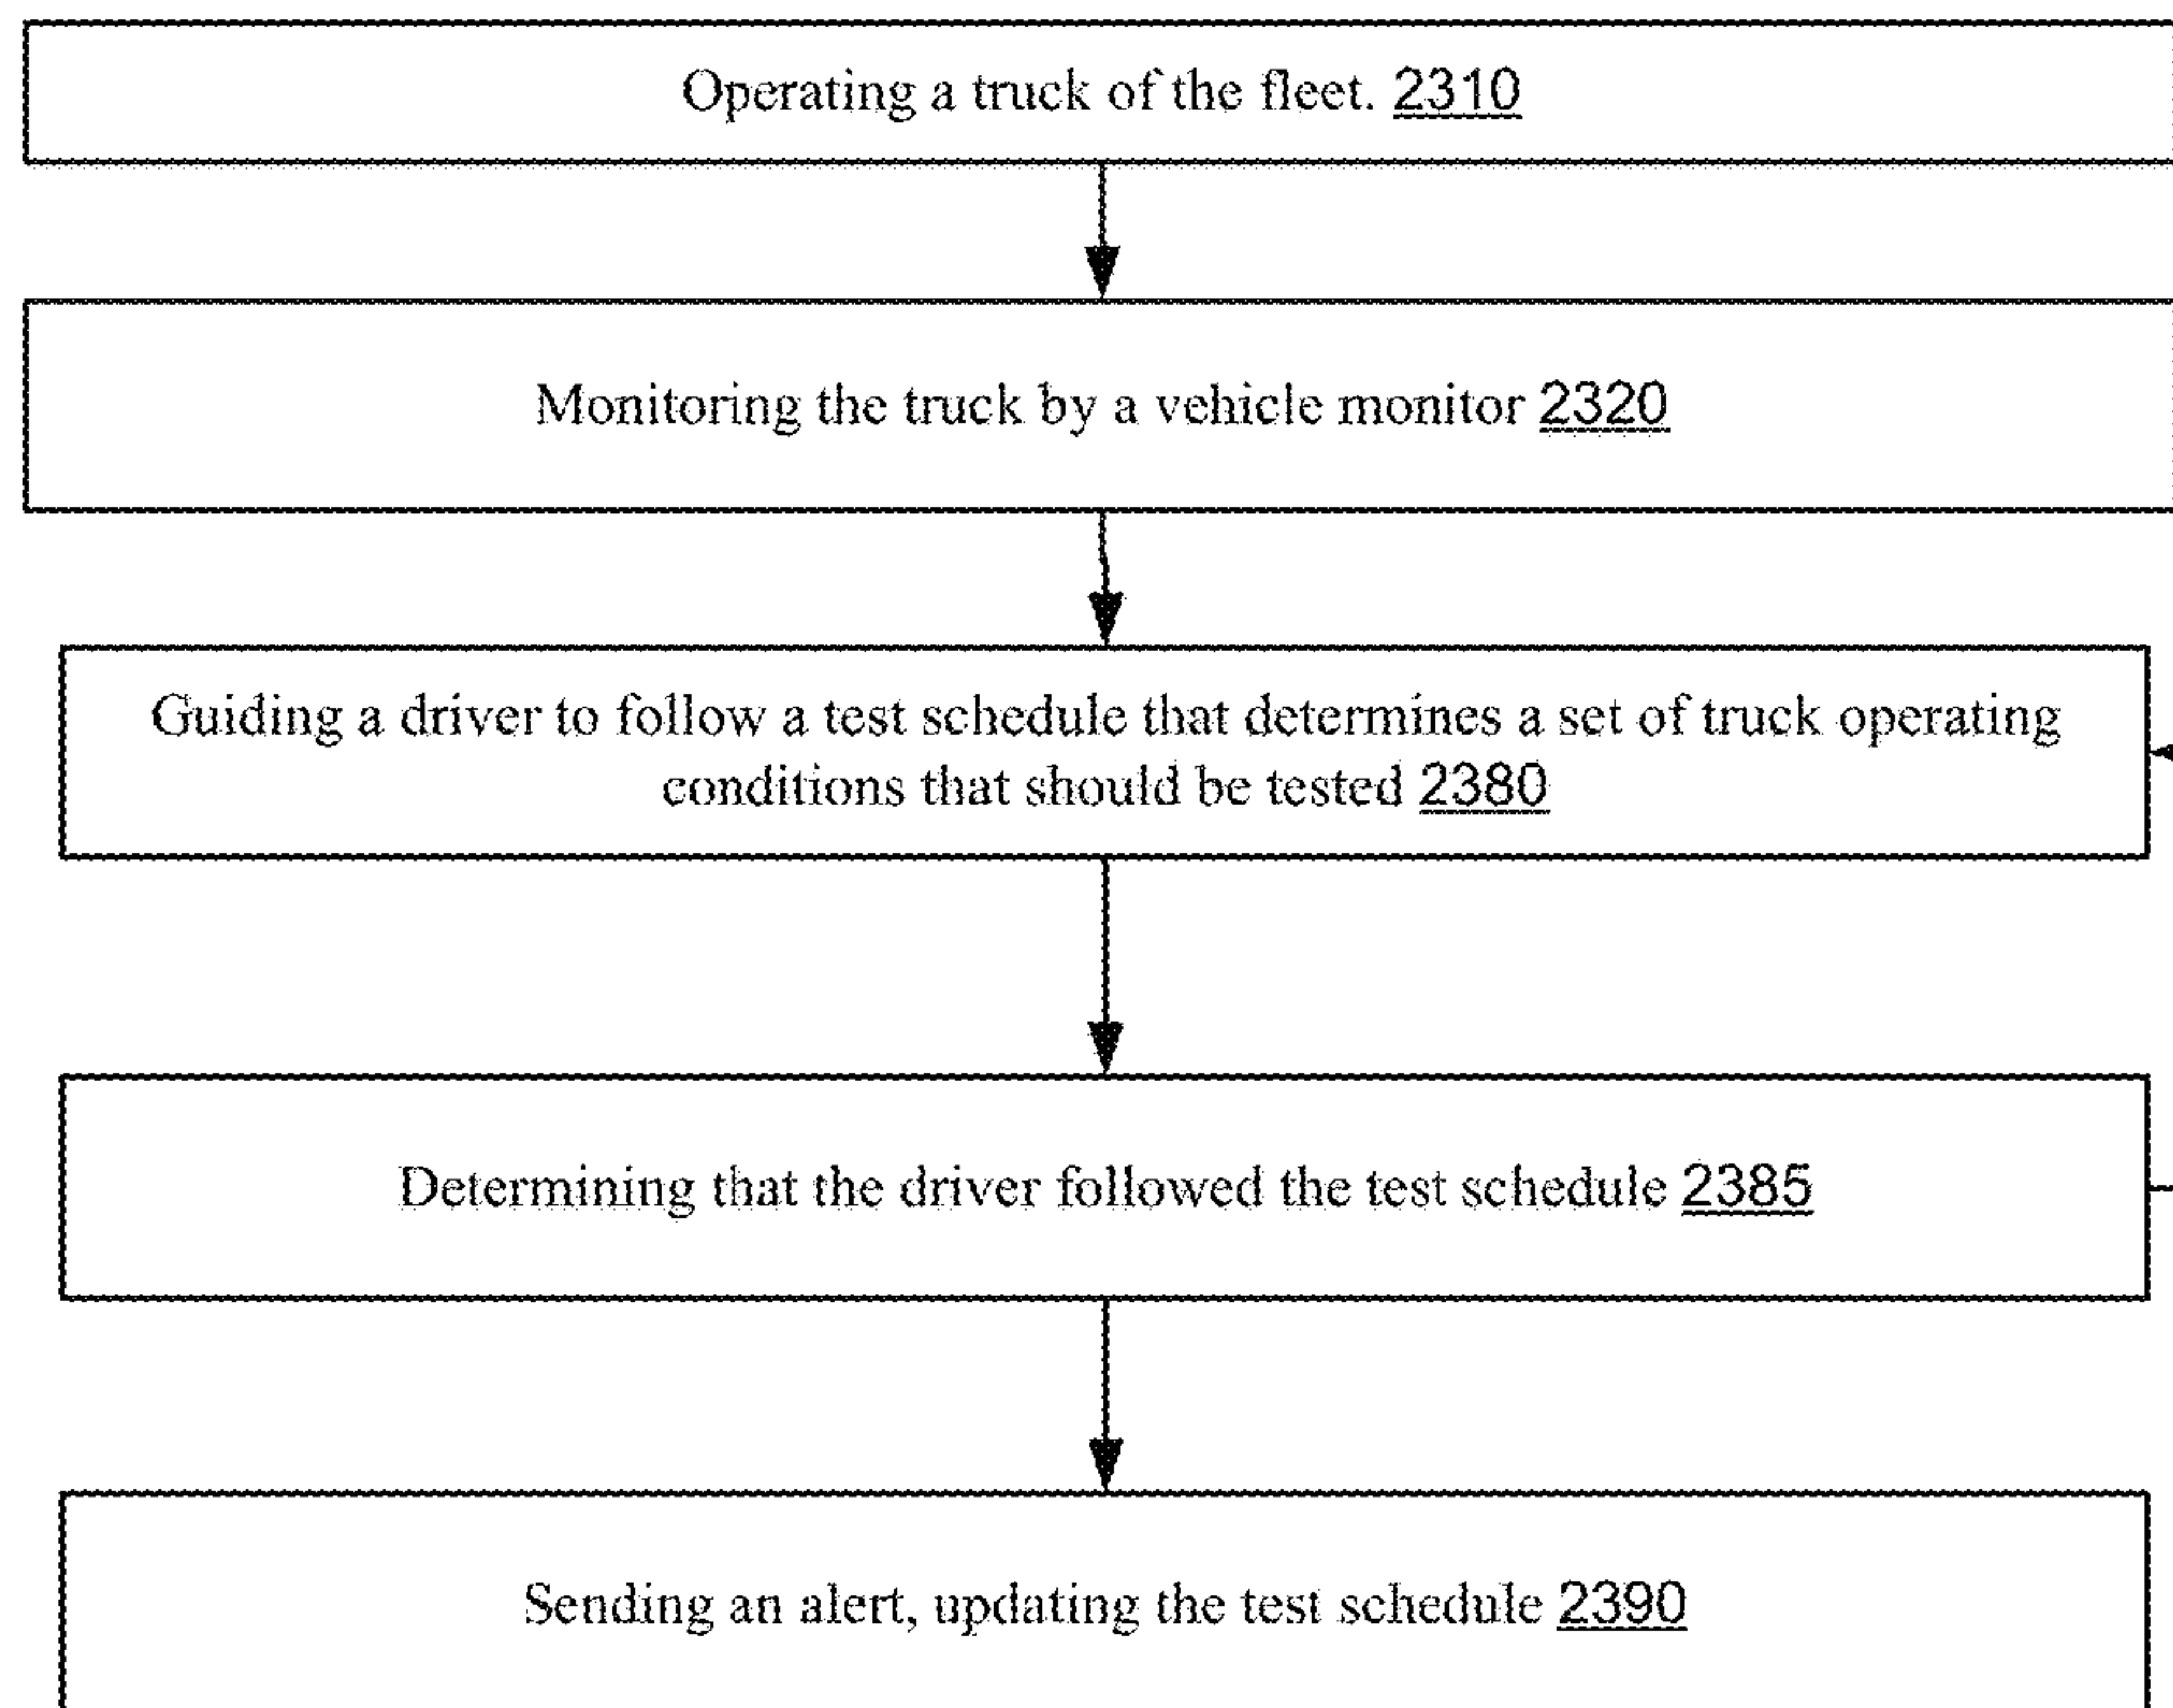 Operating a truck of the fleet. 2310
Monitoring the truck by a vehicle monitor 2320
Guiding a driver to follow a test schedule that determines a set of truck operating
conditions that should be tested 2380
Determining that the driver followed the test schedule 2385
Sending an alert, updating the test schedule 2390